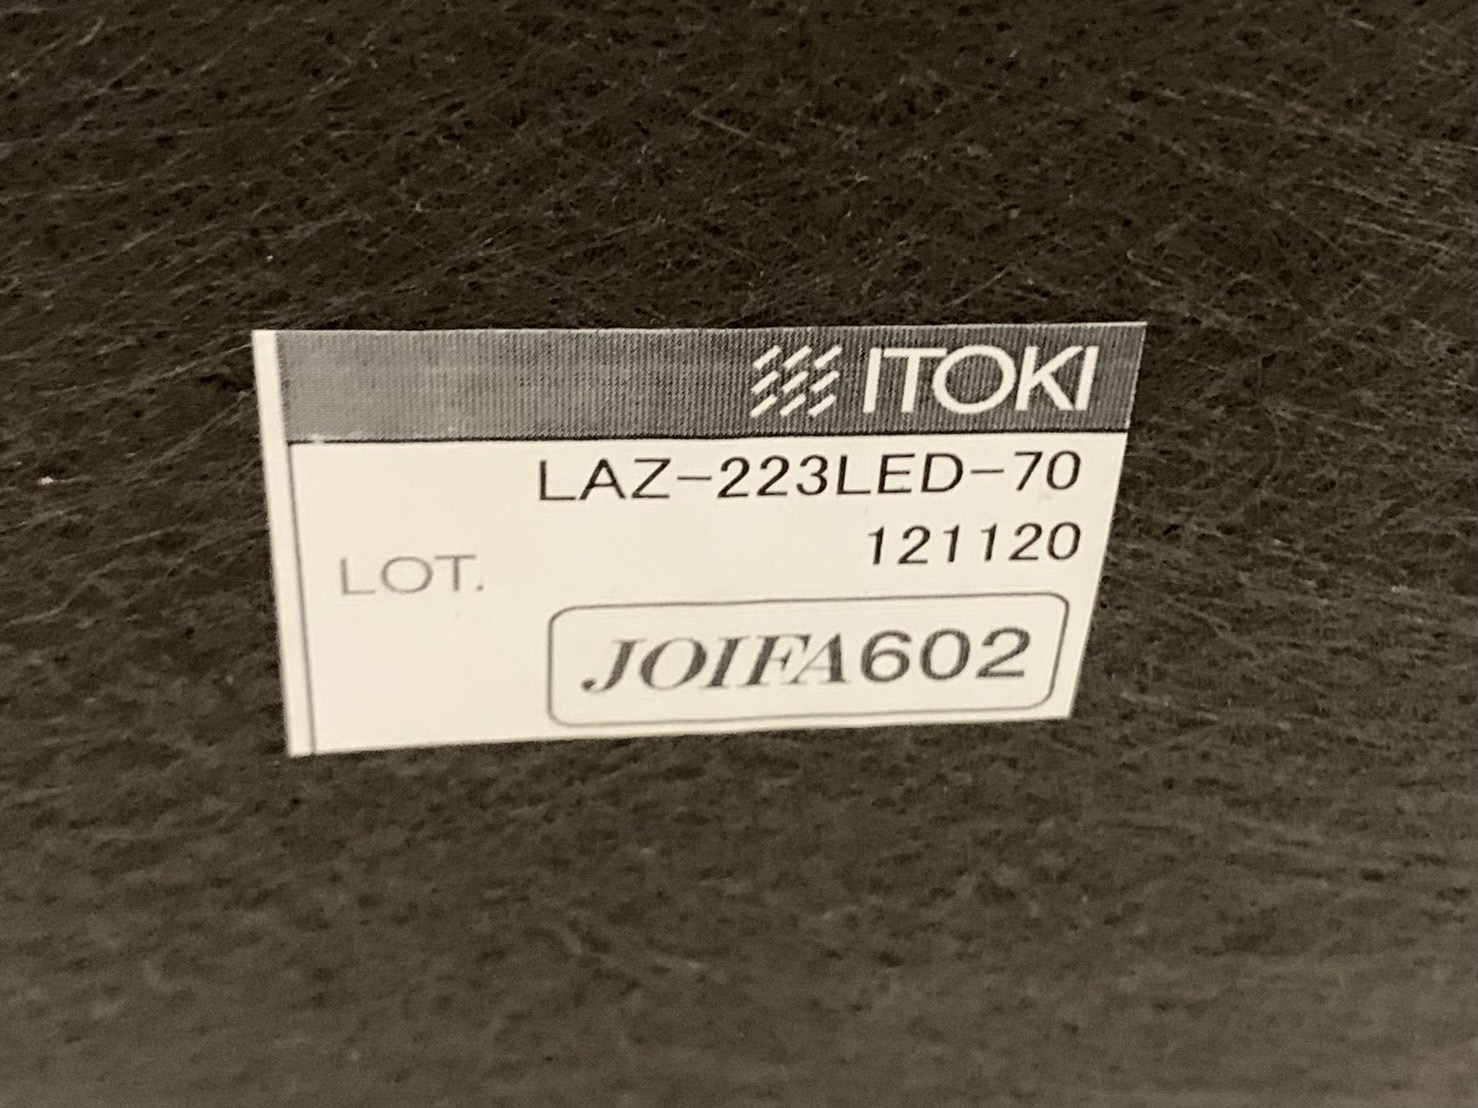 ITOKI
LAZ-223LED-70
121120
LOT.
JOIFA602